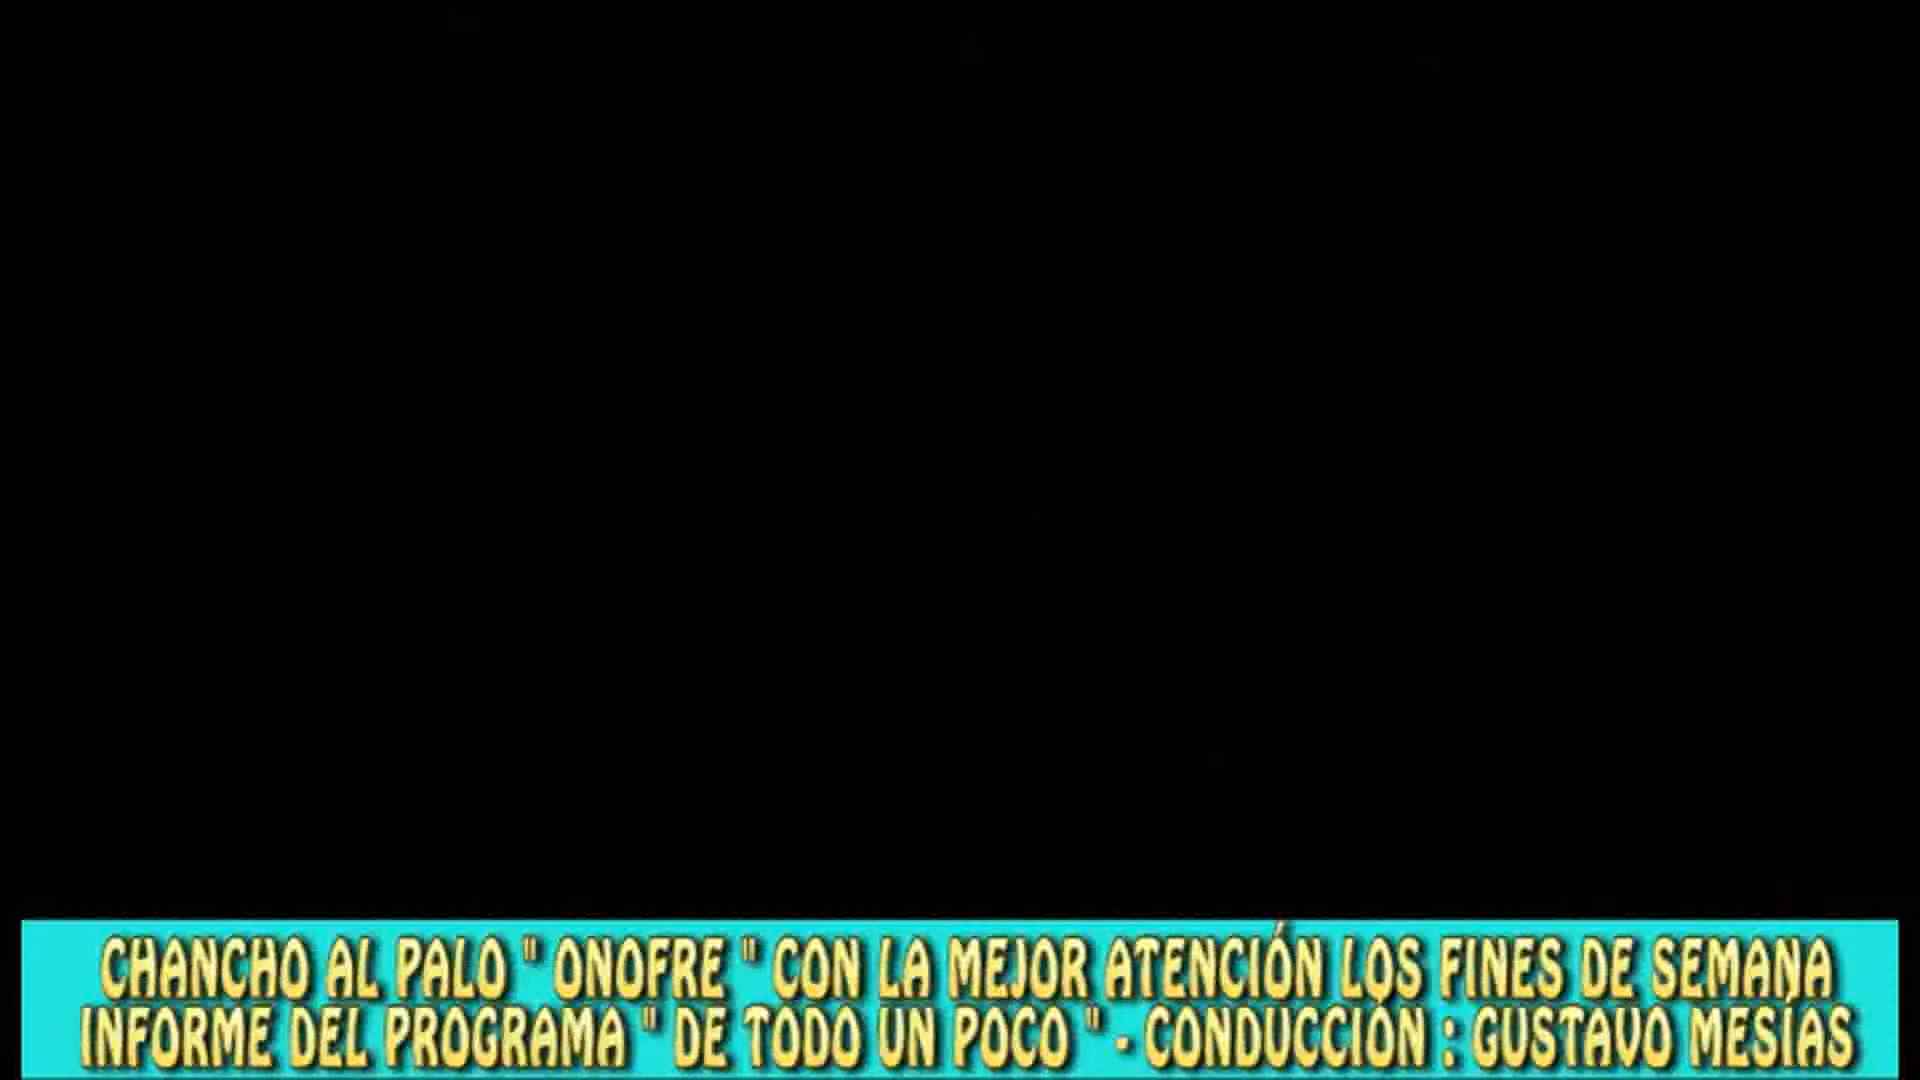 CHANCHO AL PALO " ONOFRE " CON LA MEJOR ATENCIÓN LOS FINES DE SEMANA
INFORME DEL PROGRAMA " DE TODO UN POCO " - CONDUCCIÓN : GUSTAVO MESÍAS